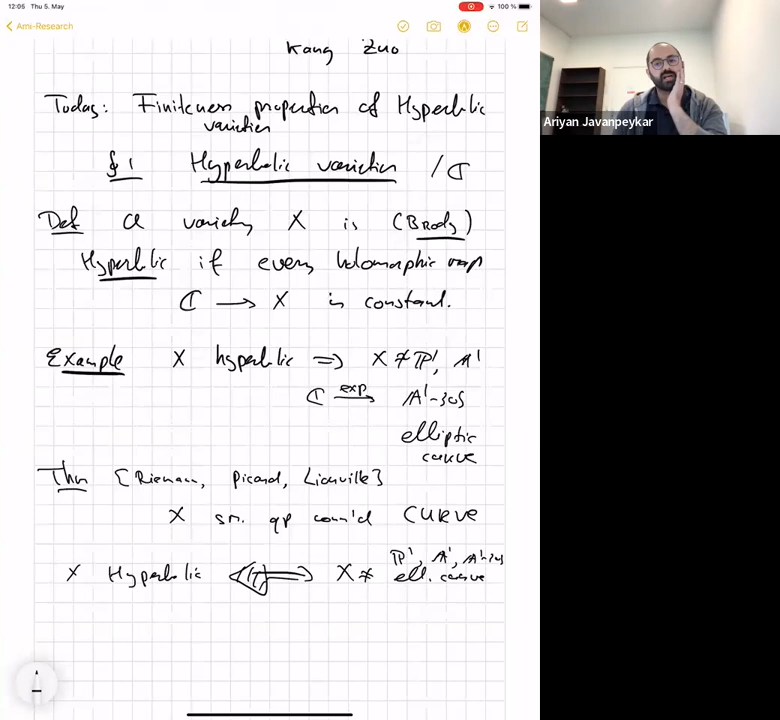 12:05 Thu 5. May
100 %
Ami-Research
Kang Zuo
Today: Finiteness properties of Hyperbolic
varieties
§ 1 Hyperbolic varieties / ℂ
Def A variety X is (Brody)
Hyperbolic if every holomorphic map
ℂ → X is constant.
Example X hyperbolic ⇒ X ≠ ℙ¹, 𝔸¹
ℂ exp→ 𝔸¹-{0}
elliptic
curve
Thm [Riemann, Picard, Liouville]
X sm. qp conn'd CURVE
X Hyperbolic ⇔ X ≠ ℙ¹, 𝔸¹, 𝔸¹-{0}
ell. curve
Ariyan Javanpeykar